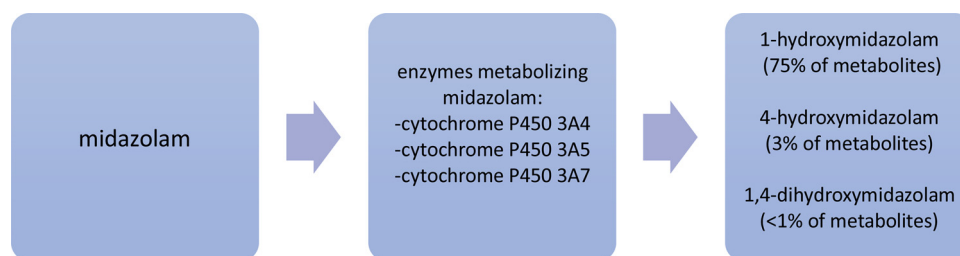 midazolam
enzymes metabolizing
midazolam:
-cytochrome P450 3A4
-cytochrome P450 3A5
-cytochrome P450 3A7
1-hydroxymidazolam
(75% of metabolites)
4-hydroxymidazolam
(3% of metabolites)
1,4-dihydroxymidazolam
(<1% of metabolites)